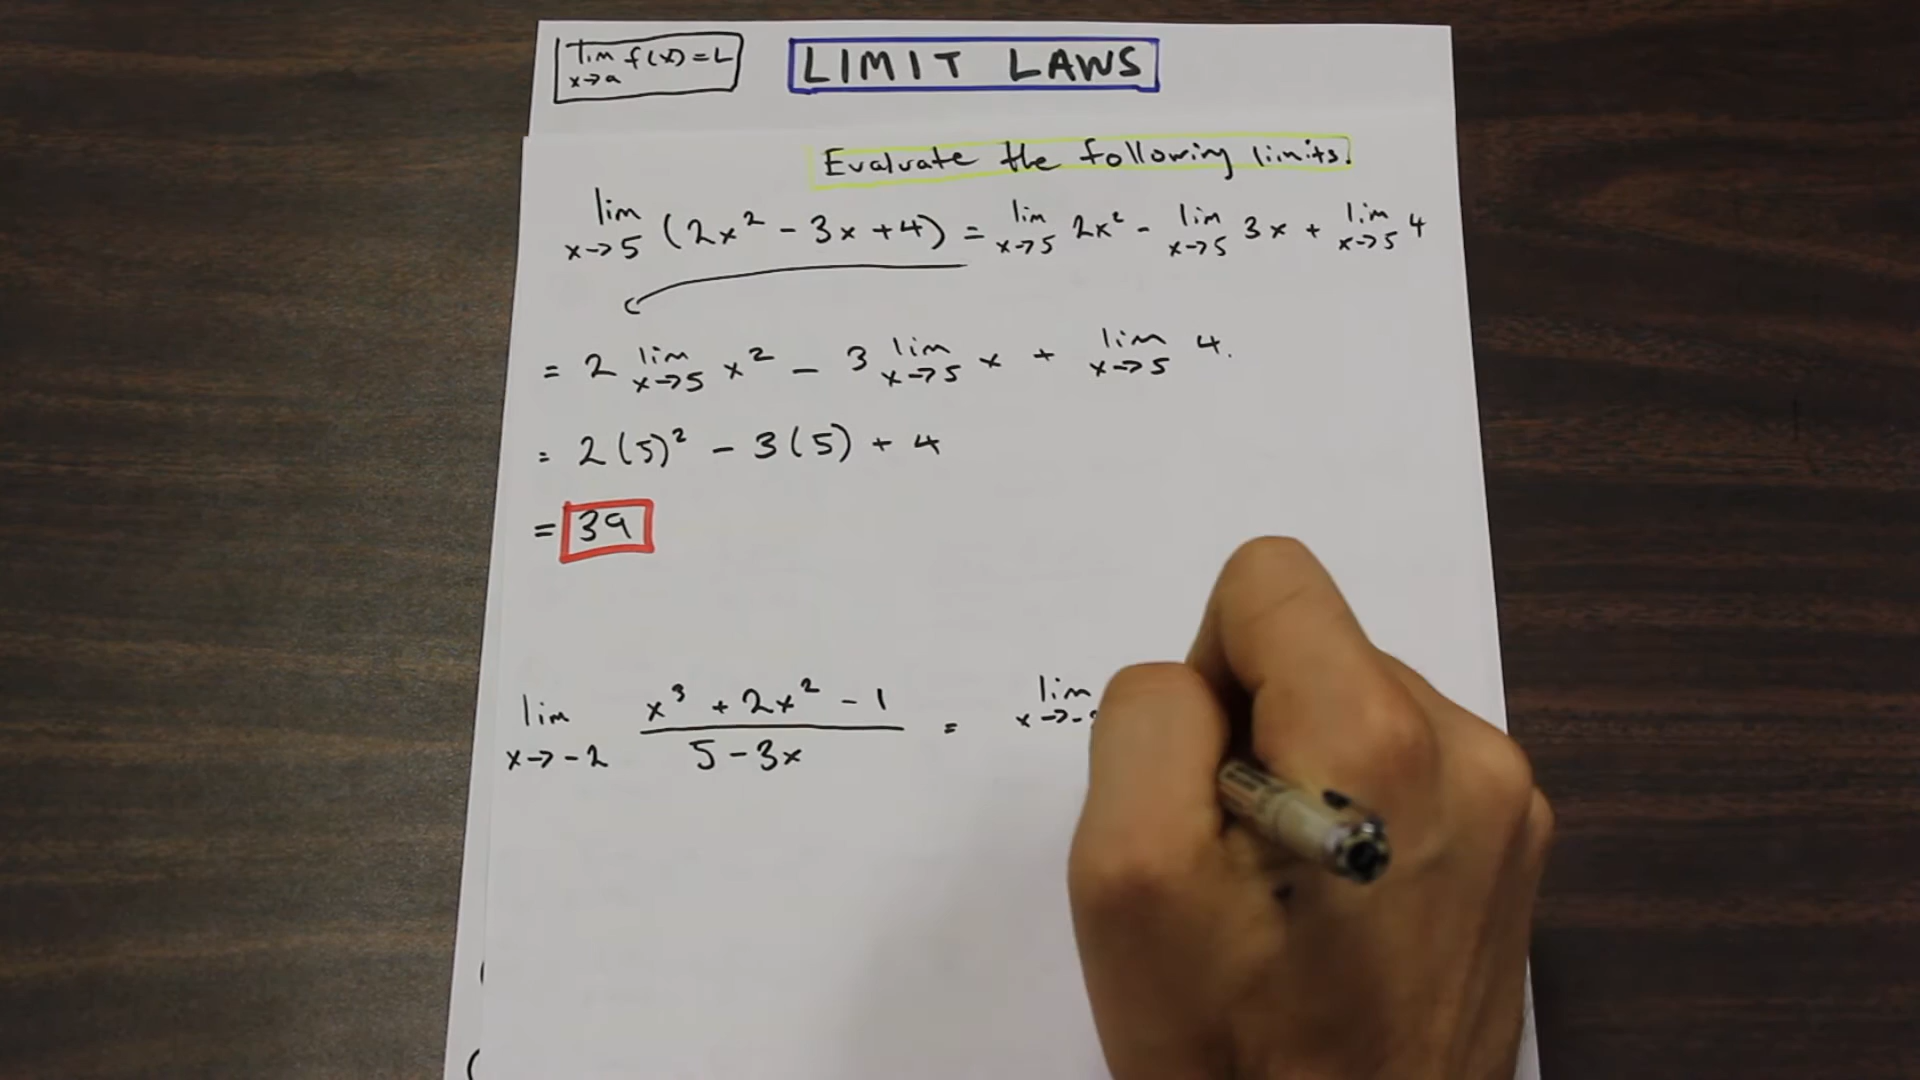 lim f(x) = L
x→a
LIMIT LAWS
Evaluate the following limits.
lim x→5 (2x² - 3x + 4) = lim x→5 2x² - lim x→5 3x + lim x→5 4
= 2 lim x→5 x² - 3 lim x→5 x + lim x→5 4.
= 2(5)² - 3(5) + 4
= 39
lim x→-2 (x³ + 2x² - 1)/(5 - 3x) = lim x→-